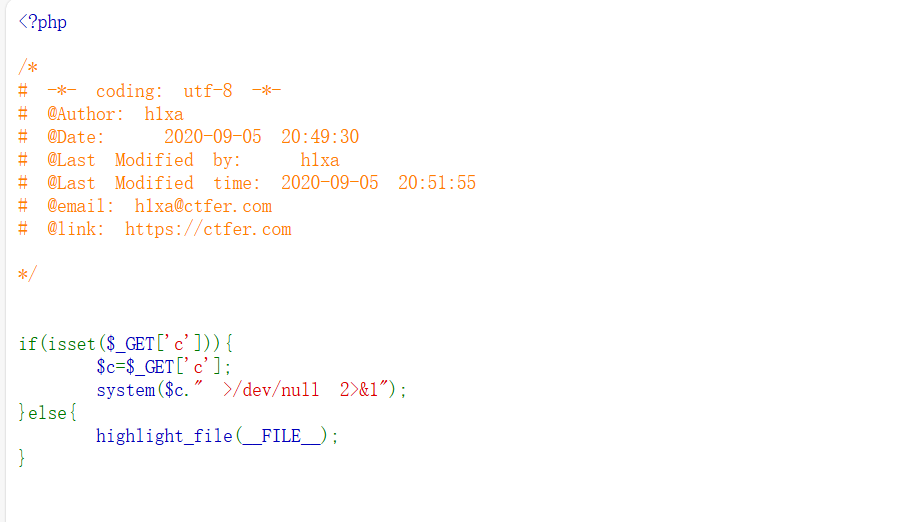 <?php
/*
# -*- coding: utf-8 -*-
# @Author: h1xa
# @Date: 2020-09-05 20:49:30
# @Last Modified by: h1xa
# @Last Modified time: 2020-09-05 20:51:55
# @email: h1xa@ctfer.com
# @link: https://ctfer.com
*/
if(isset($_GET['c'])){
$c=$_GET['c'];
system($c." >/dev/null 2>&1");
}else{
highlight_file(__FILE__);
}